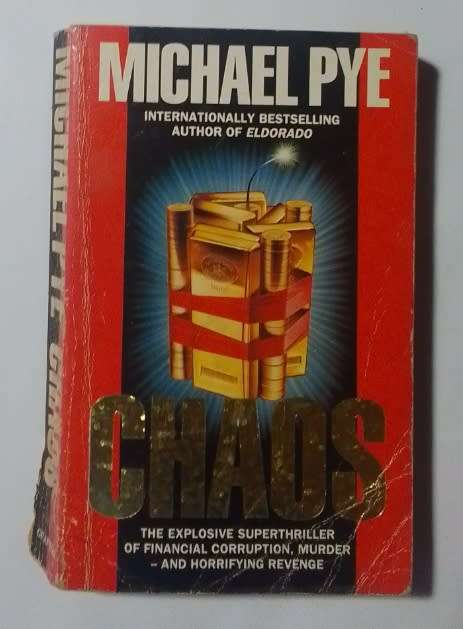 MICHAEL PYE
INTERNATIONALLY BESTSELLING
AUTHOR OF ELDORADO
CHAOS
THE EXPLOSIVE SUPERTHRILLER
OF FINANCIAL CORRUPTION, MURDER
– AND HORRIFYING REVENGE
MICHAEL PYE CHAOS